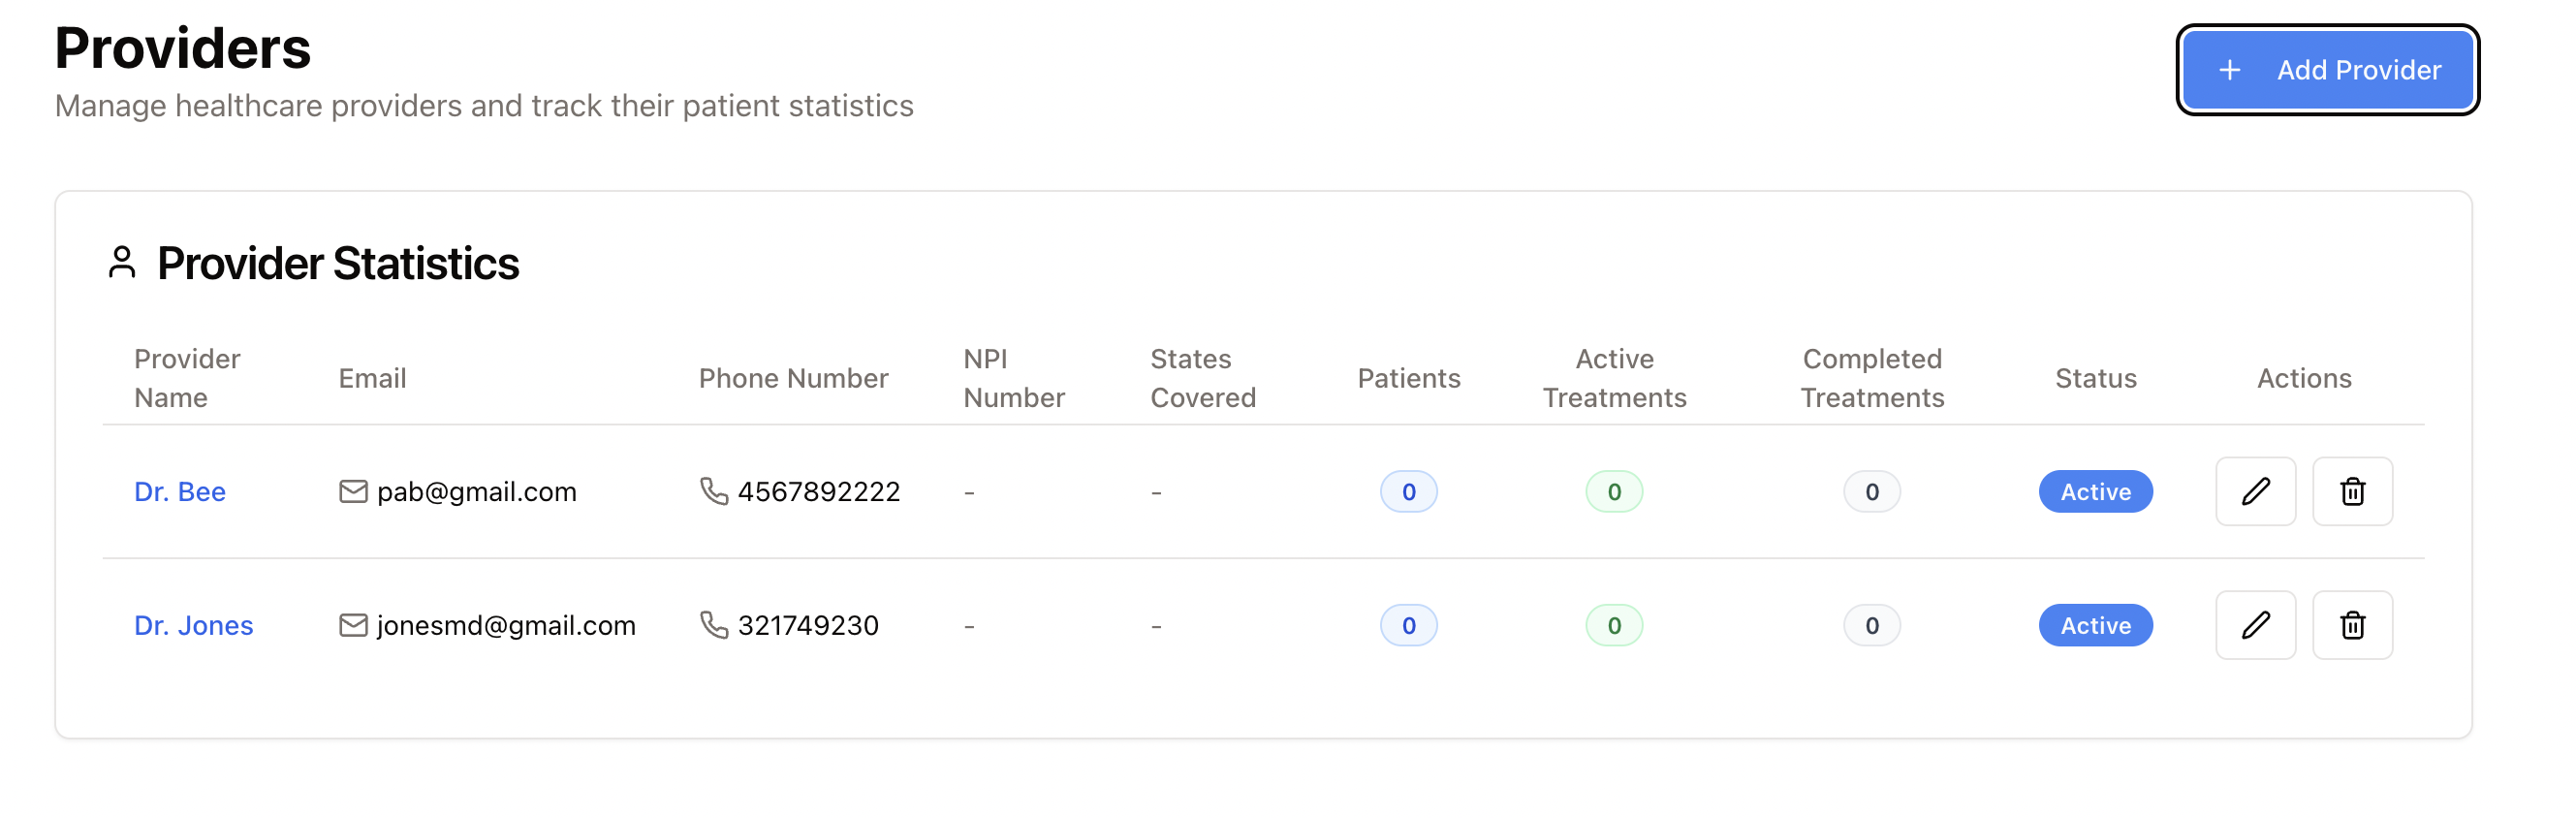 Providers
Manage healthcare providers and track their patient statistics
+ Add Provider
Provider Statistics
Provider Name Email Phone Number NPI Number States Covered Patients Active Treatments Completed Treatments Status Actions
Dr. Bee pab@gmail.com 4567892222 - - 0 0 0 Active
Dr. Jones jonesmd@gmail.com 321749230 - - 0 0 0 Active